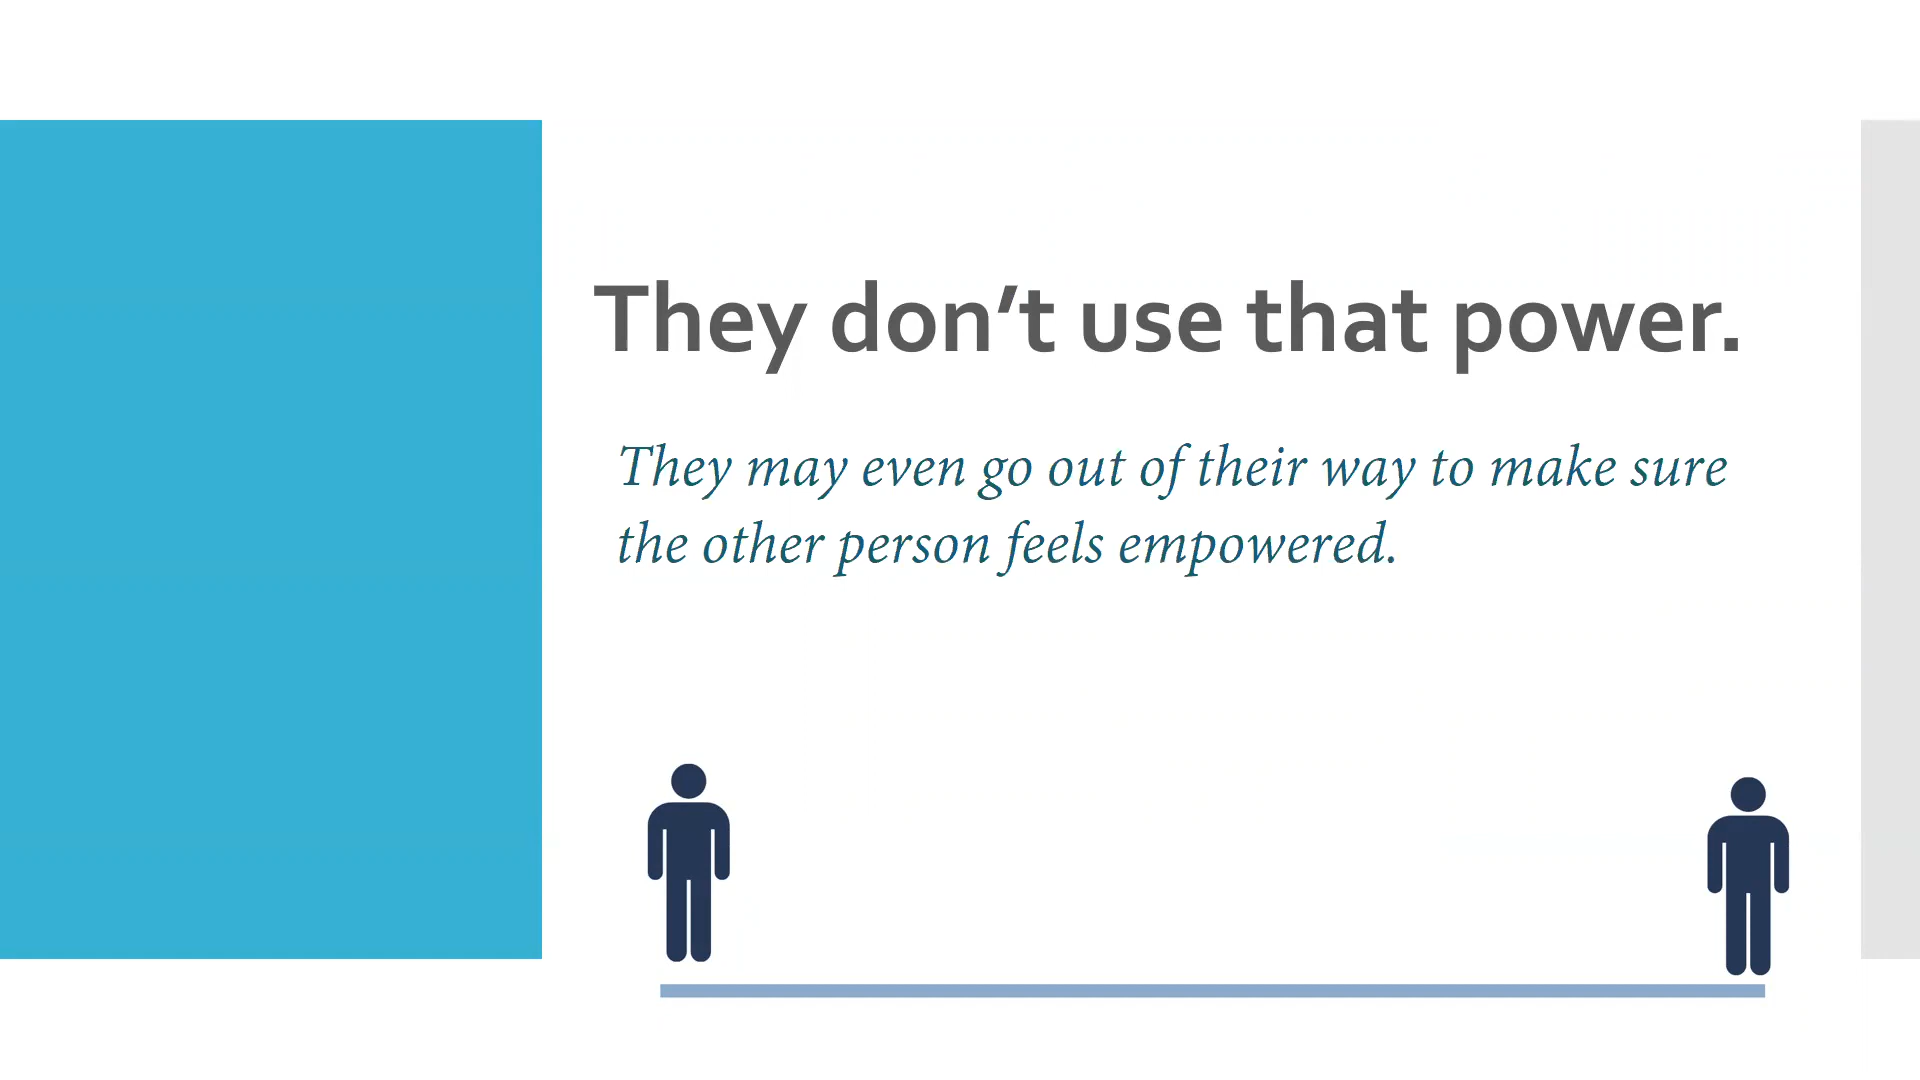 They don’t use that power.
They may even go out of their way to make sure
the other person feels empowered.